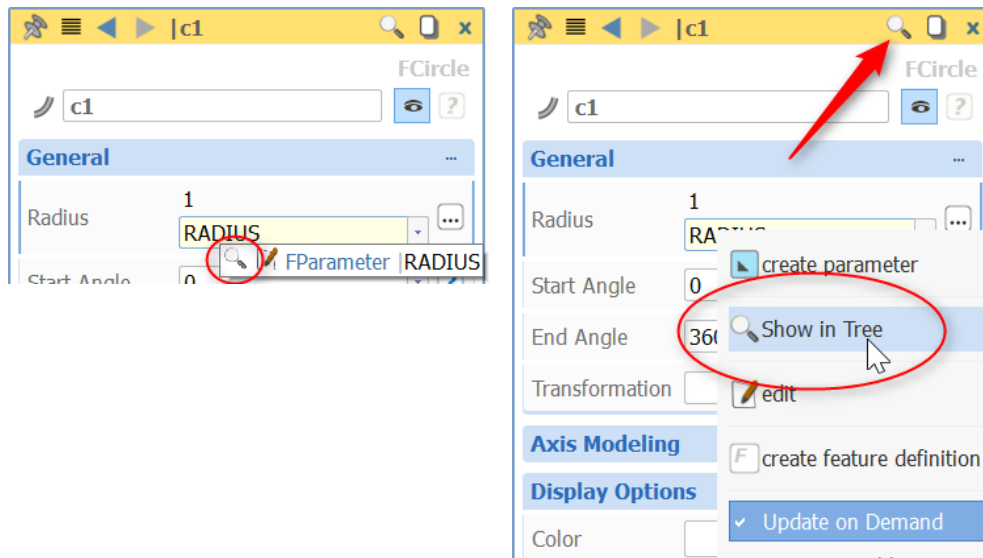 |c1
FCircle
c1
?
General
...
Radius
1
RADIUS
...
FParameter |RADIUS
Start Angle
0
|c1
FCircle
c1
?
General
...
Radius
1
...
create parameter
Start Angle
0
Show in Tree
End Angle
Transformation
edit
Axis Modeling
create feature definition
Display Options
Update on Demand
Color